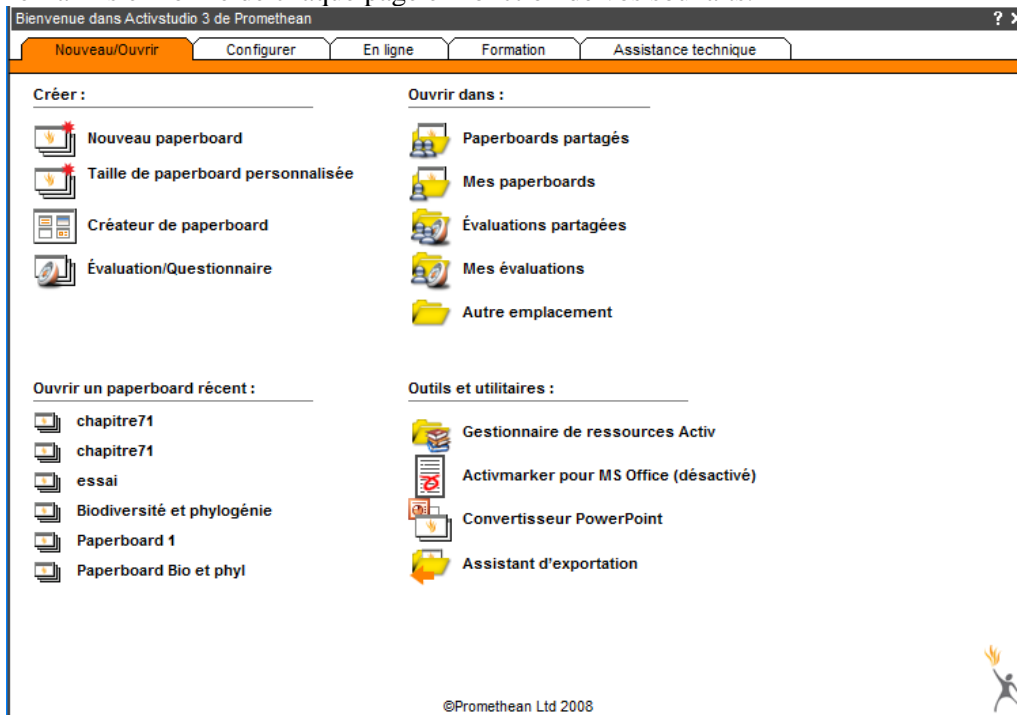 Bienvenue dans Activstudio 3 de Promethean ? X
Nouveau/Ouvrir Configurer En ligne Formation Assistance technique
Créer :
Nouveau paperboard
Taille de paperboard personnalisée
Créateur de paperboard
Évaluation/Questionnaire
Ouvrir dans :
Paperboards partagés
Mes paperboards
Évaluations partagées
Mes évaluations
Autre emplacement
Ouvrir un paperboard récent :
chapitre71
chapitre71
essai
Biodiversité et phylogénie
Paperboard 1
Paperboard Bio et phyl
Outils et utilitaires :
Gestionnaire de ressources Activ
Activmarker pour MS Office (désactivé)
Convertisseur PowerPoint
Assistant d'exportation
©Promethean Ltd 2008